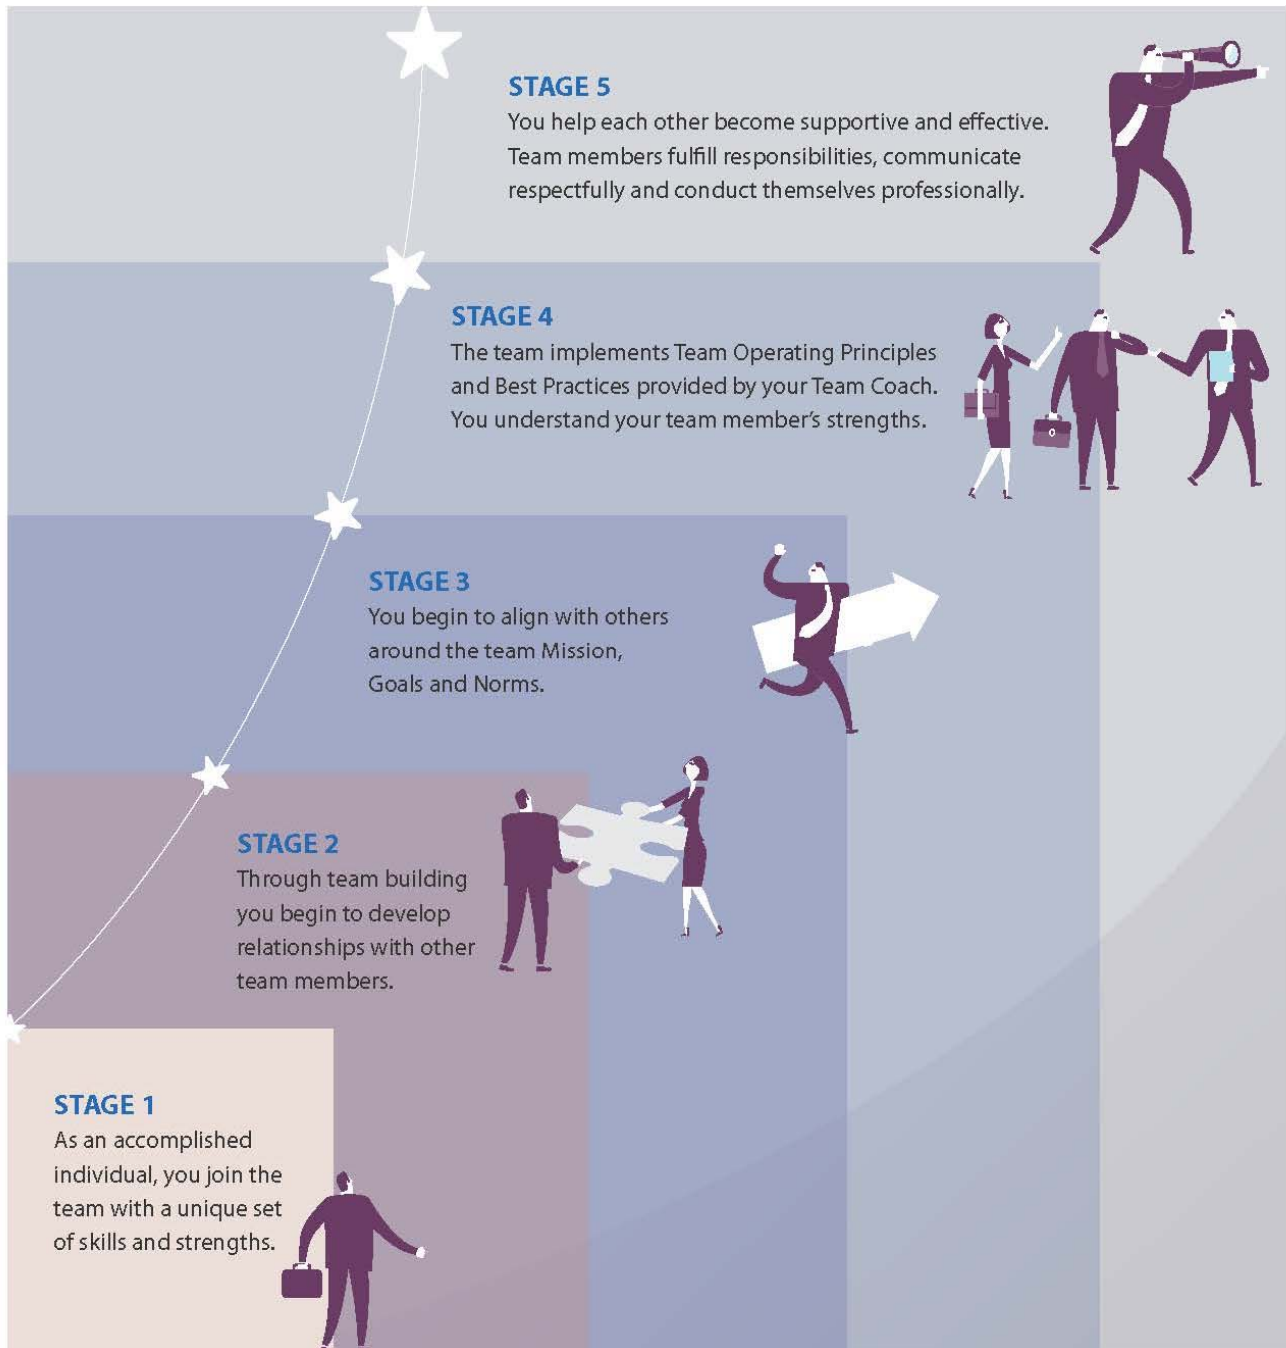 STAGE 5
You help each other become supportive and effective.
Team members fulfill responsibilities, communicate
respectfully and conduct themselves professionally.
STAGE 4
The team implements Team Operating Principles
and Best Practices provided by your Team Coach.
You understand your team member's strengths.
STAGE 3
You begin to align with others
around the team Mission,
Goals and Norms.
STAGE 2
Through team building
you begin to develop
relationships with other
team members.
STAGE 1
As an accomplished
individual, you join the
team with a unique set
of skills and strengths.